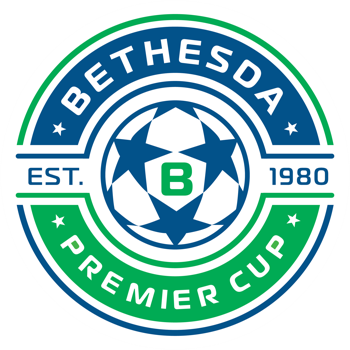 BETHESDA
EST. B 1980
PREMIER CUP